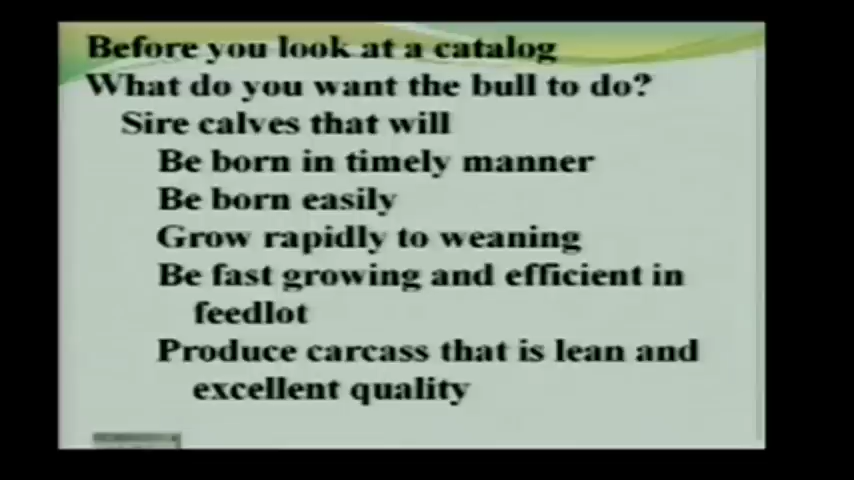 Before you look at a catalog
What do you want the bull to do?
Sire calves that will
Be born in timely manner
Be born easily
Grow rapidly to weaning
Be fast growing and efficient in
feedlot
Produce carcass that is lean and
excellent quality